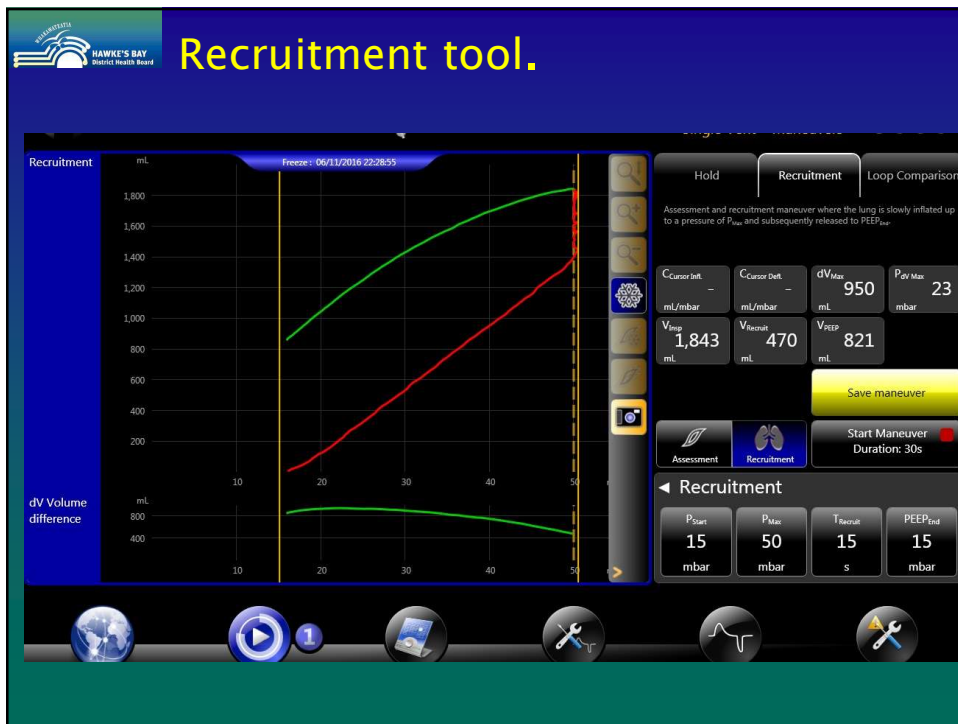 WHAKAWATEATIA
HAWKE'S BAY
District Health Board
Recruitment tool.
Recruitment
mL
Freeze : 06/11/2016 22:28:55
1,800
1,600
1,400
1,200
1,000
800
600
400
200
10 20 30 40 50
dV Volume
difference
mL
800
400
10 20 30 40 50
Hold Recruitment Loop Comparison
Assessment and recruitment maneuver where the lung is slowly inflated up
to a pressure of PMax and subsequently released to PEEPEnd.
CCursor Infl. – mL/mbar
CCursor Defl. – mL/mbar
dVMax 950 mL
PdV Max 23 mbar
VInsp 1,843 mL
VRecruit 470 mL
VPEEP 821 mL
Save maneuver
Assessment
Recruitment
Start Maneuver
Duration: 30s
Recruitment
PStart 15 mbar
PMax 50 mbar
TRecruit 15 s
PEEPEnd 15 mbar
1